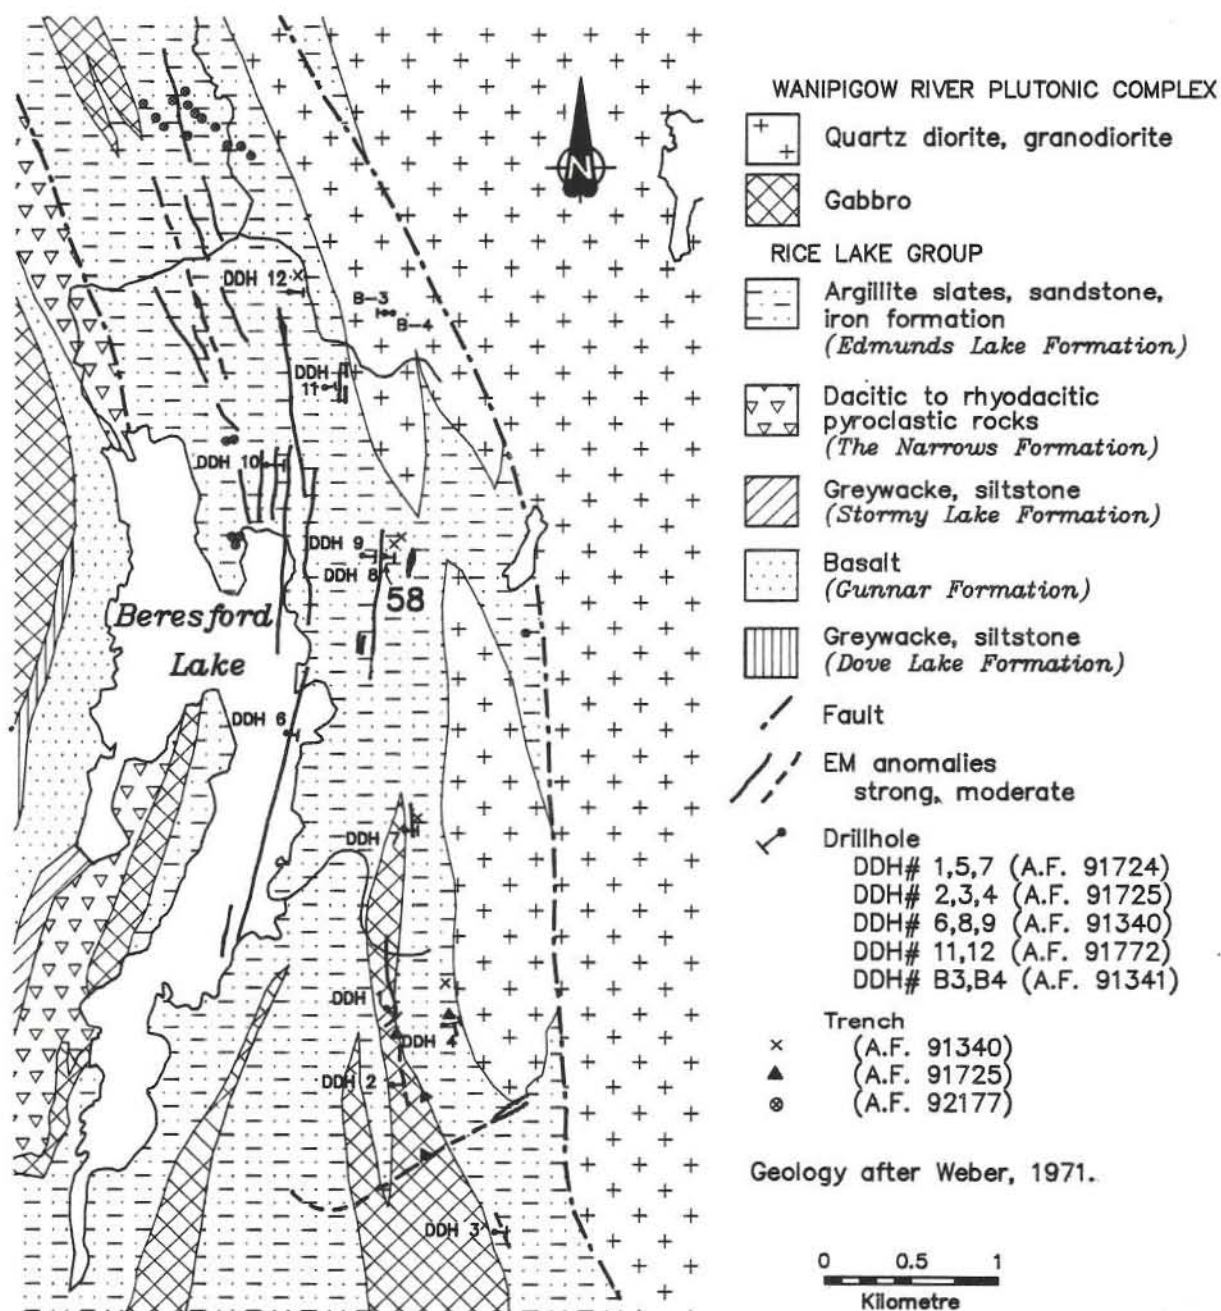 DDH 12
B-3
B-4
DDH
11
DDH 10
DDH 9
DDH 8
58
Beresford
Lake
DDH 6
DDH 7
DDH 1
DDH 4
DDH 2
DDH 3
N
WANIPIGOW RIVER PLUTONIC COMPLEX
Quartz diorite, granodiorite
Gabbro
RICE LAKE GROUP
Argillite slates, sandstone,
iron formation
(Edmunds Lake Formation)
Dacitic to rhyodacitic
pyroclastic rocks
(The Narrows Formation)
Greywacke, siltstone
(Stormy Lake Formation)
Basalt
(Gunnar Formation)
Greywacke, siltstone
(Dove Lake Formation)
Fault
EM anomalies
strong, moderate
Drillhole
DDH# 1,5,7 (A.F. 91724)
DDH# 2,3,4 (A.F. 91725)
DDH# 6,8,9 (A.F. 91340)
DDH# 11,12 (A.F. 91772)
DDH# B3,B4 (A.F. 91341)
Trench
(A.F. 91340)
(A.F. 91725)
(A.F. 92177)
Geology after Weber, 1971.
0 0.5 1
Kilometre